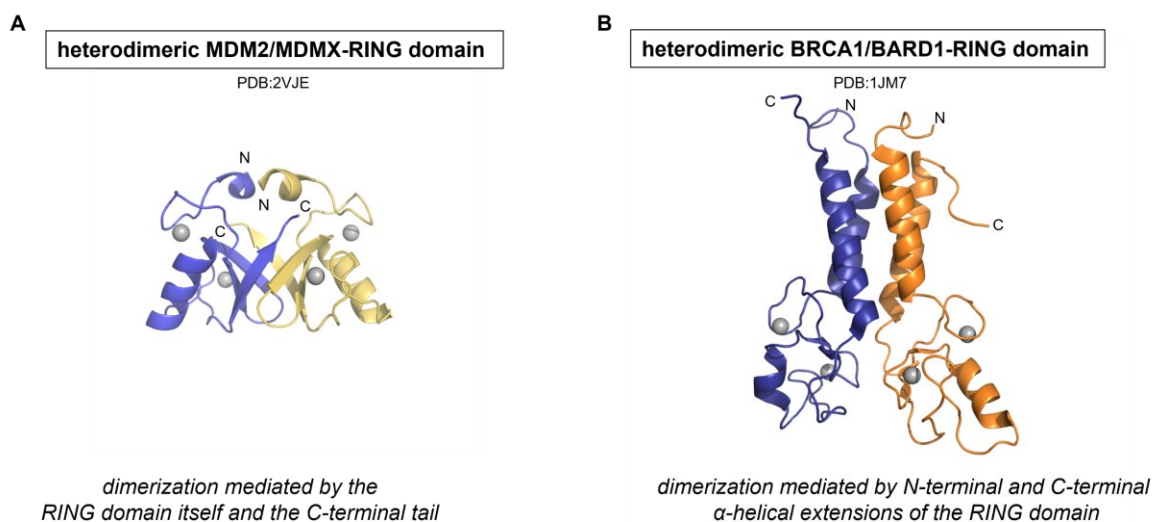 A
heterodimeric MDM2/MDMX-RING domain
PDB:2VJE
N
N
C
C
dimerization mediated by the
RING domain itself and the C-terminal tail
B
heterodimeric BRCA1/BARD1-RING domain
PDB:1JM7
C
N
N
C
dimerization mediated by N-terminal and C-terminal
α-helical extensions of the RING domain